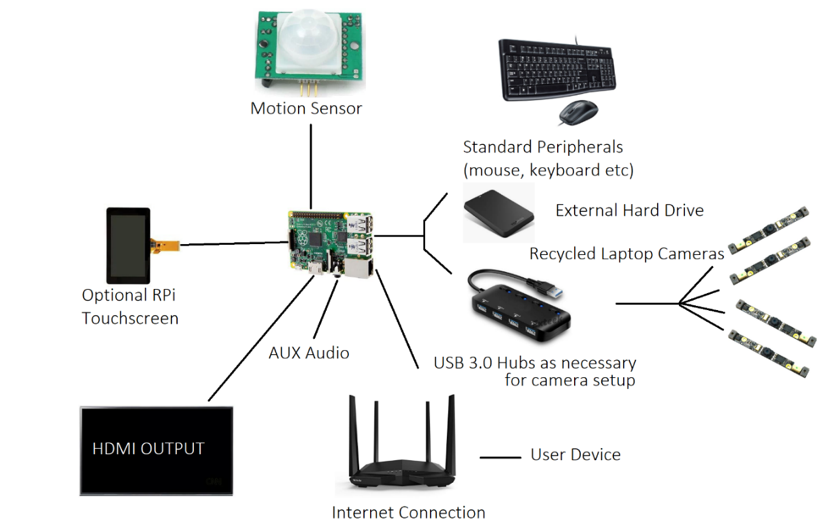 Motion Sensor
Standard Peripherals
(mouse, keyboard etc)
External Hard Drive
Recycled Laptop Cameras
Optional RPi
Touchscreen
AUX Audio
USB 3.0 Hubs as necessary
for camera setup
HDMI OUTPUT
User Device
Internet Connection